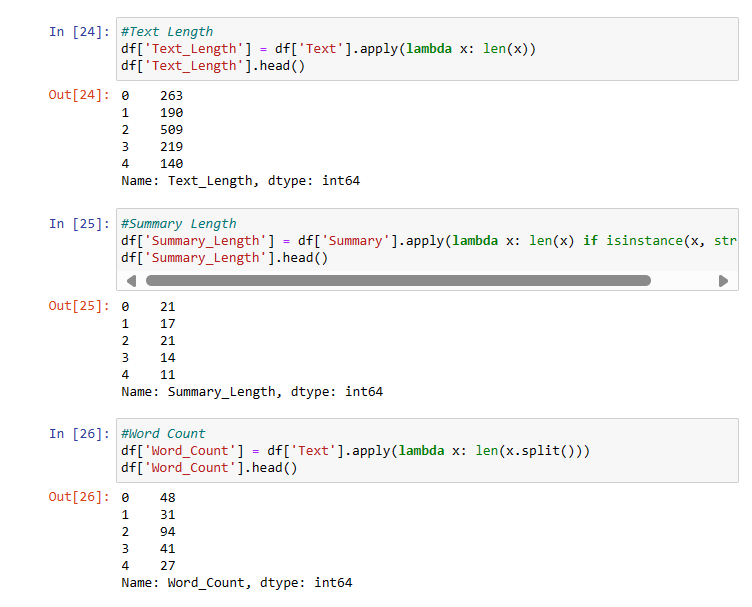 In [24]: #Text Length
df['Text_Length'] = df['Text'].apply(lambda x: len(x))
df['Text_Length'].head()
Out[24]: 0    263
1    190
2    509
3    219
4    140
Name: Text_Length, dtype: int64
In [25]: #Summary Length
df['Summary_Length'] = df['Summary'].apply(lambda x: len(x) if isinstance(x, str
df['Summary_Length'].head()
Out[25]: 0    21
1    17
2    21
3    14
4    11
Name: Summary_Length, dtype: int64
In [26]: #Word Count
df['Word_Count'] = df['Text'].apply(lambda x: len(x.split()))
df['Word_Count'].head()
Out[26]: 0    48
1    31
2    94
3    41
4    27
Name: Word_Count, dtype: int64